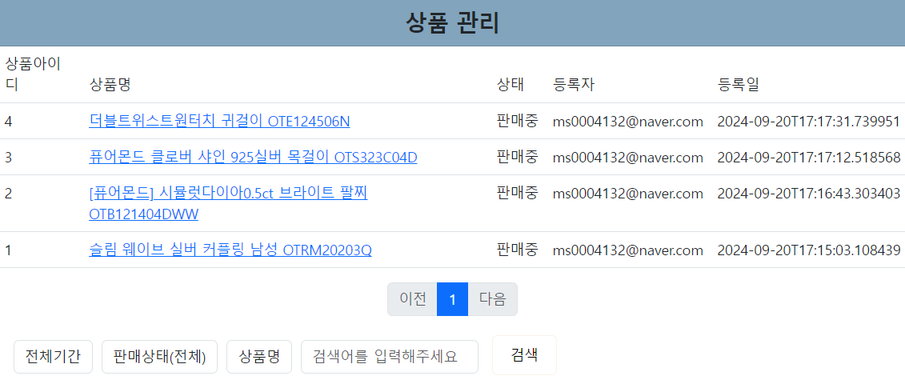 상품 관리
상품아이
디 상품명 상태 등록자 등록일
4 더블트위스트원터치 귀걸이 OTE124506N 판매중 ms0004132@naver.com 2024-09-20T17:17:31.739951
3 퓨어몬드 클로버 샤인 925실버 목걸이 OTS323C04D 판매중 ms0004132@naver.com 2024-09-20T17:17:12.518568
2 [퓨어몬드] 시뮬럿다이아0.5ct 브라이트 팔찌 판매중 ms0004132@naver.com 2024-09-20T17:16:43.303403
OTB121404DWW
1 슬림 웨이브 실버 커플링 남성 OTRM20203Q 판매중 ms0004132@naver.com 2024-09-20T17:15:03.108439
이전 1 다음
전체기간 판매상태(전체) 상품명 검색어를 입력해주세요 검색